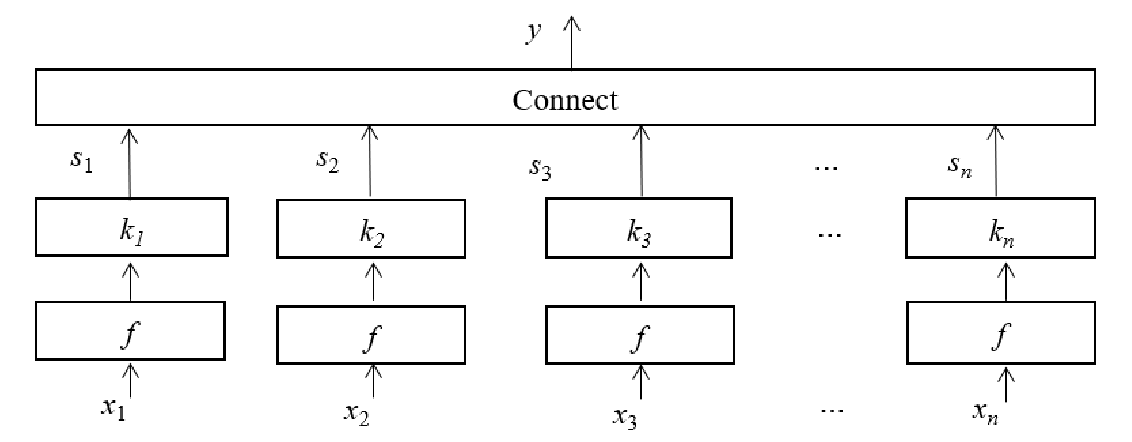 y
Connect
s1 s2 s3 ... sn
k1 k2 k3 ... kn
f f f f
x1 x2 x3 ... xn